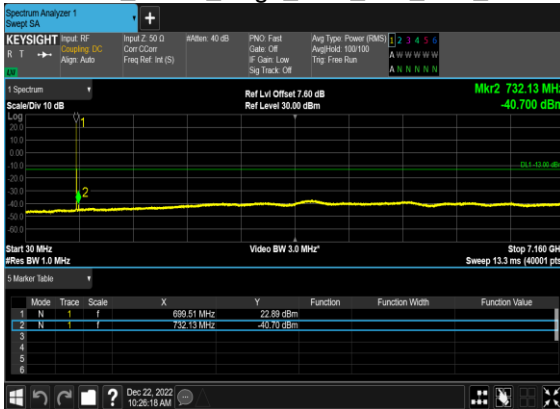 Spectrum Analyzer 1
Swept SA
+
KEYSIGHT Input: RF Input Z: 50 Ω #Atten: 40 dB PNO: Fast Avg Type: Power (RMS) 1 2 3 4 5 6
R T Coupling: DC Corr CCorr Gate: Off Avg|Hold: 100/100 A W W W W W
Align: Auto Freq Ref: Int (S) IF Gain: Low Trig: Free Run
Sig Track: Off A N N N N N
1 Spectrum Ref Lvl Offset 7.60 dB Mkr2 732.13 MHz
Scale/Div 10 dB Ref Level 30.00 dBm -40.700 dBm
Log
20.0
10.0
0.00
-10.0
-20.0
-30.0
-40.0
-50.0
-60.0
1
2
DL1 -13.00 dBm
Start 30 MHz Video BW 3.0 MHz* Stop 7.160 GH
#Res BW 1.0 MHz Sweep 13.3 ms (40001 pts
5 Marker Table
Mode Trace Scale X Y Function Function Width Function Value
1 N 1 f 699.51 MHz 22.89 dBm
2 N 1 f 732.13 MHz -40.70 dBm
3
4
5
6
? Dec 22, 2022
10:26:18 AM